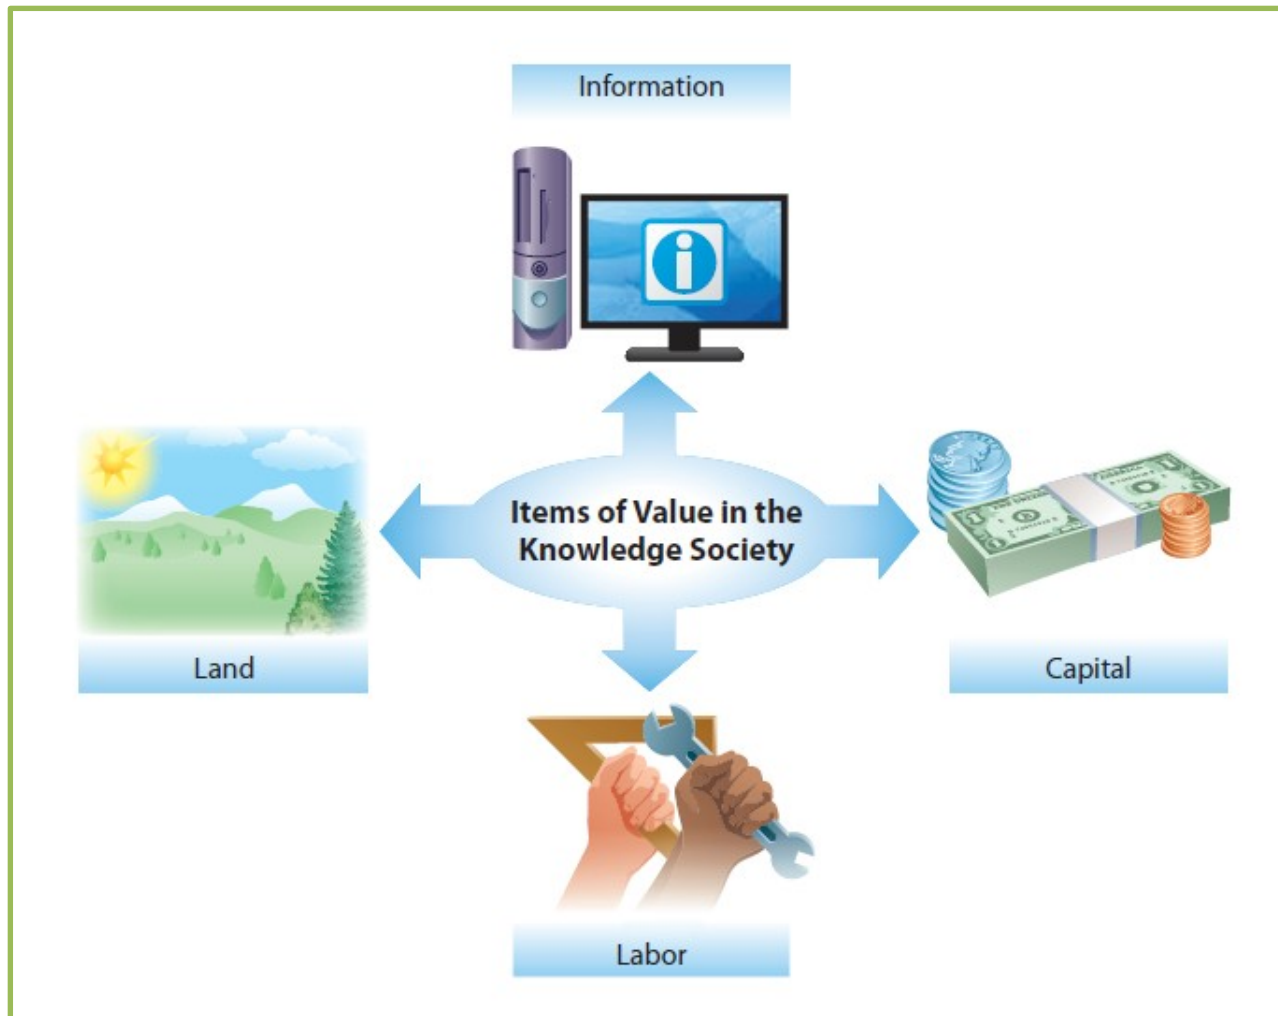 Information
Items of Value in the
Knowledge Society
Land
Capital
Labor